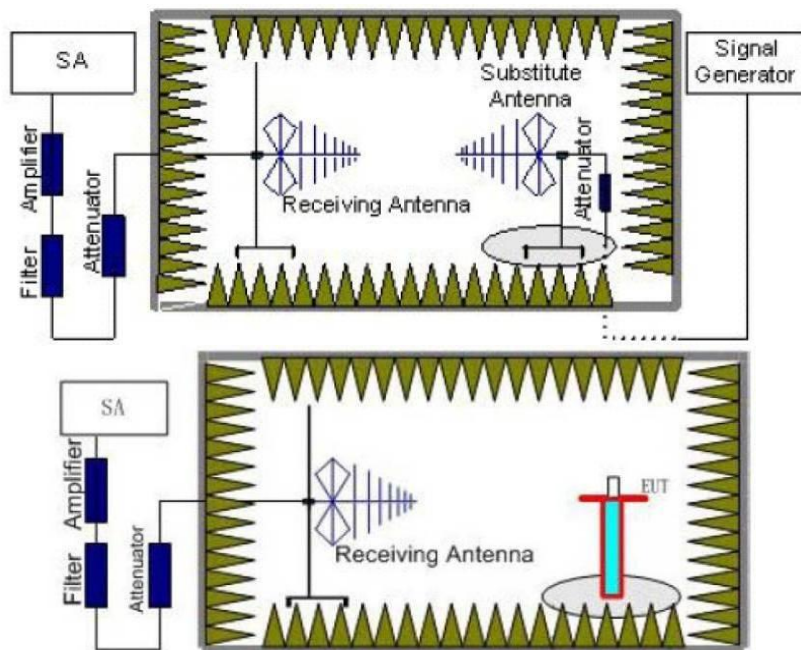 SA
Signal
Generator
Substitute
Antenna
Amplifier
Attenuator
Filter
Receiving Antenna
Attenuator
SA
Amplifier
Filter
Attenuator
Receiving Antenna
EUT